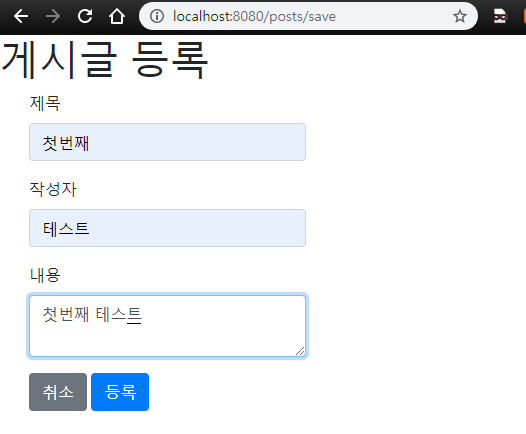 localhost:8080/posts/save
게시글 등록
제목
첫번째
작성자
테스트
내용
첫번째 테스트
취소 등록